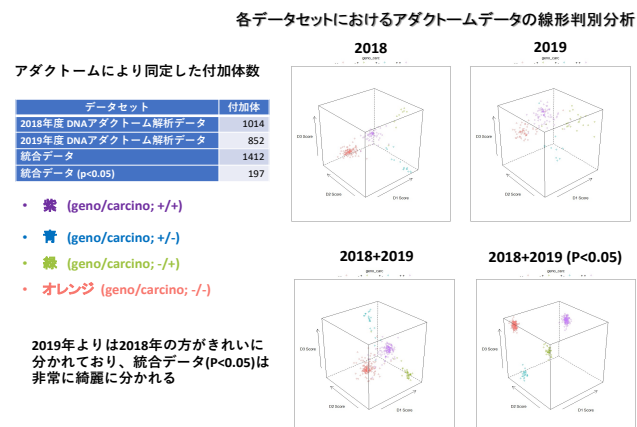 各データセットにおけるアダクトームデータの線形判別分析
アダクトームにより同定した付加体数
データセット 付加体
2018年度 DNAアダクトーム解析データ 1014
2019年度 DNAアダクトーム解析データ 852
統合データ 1412
統合データ (p<0.05) 197
• 紫 (geno/carcino; +/+)
• 青 (geno/carcino; +/-)
• 緑 (geno/carcino; -/+)
• オレンジ (geno/carcino; -/-)
2019年よりは2018年の方がきれいに
分かれており、統合データ(P<0.05)は
非常に綺麗に分かれる
2018
geno_carc
D3 Score
D2 Score
D1 Score
2019
geno_carc
D3 Score
D2 Score
D1 Score
2018+2019
geno_carc
D3 Score
D2 Score
D1 Score
2018+2019 (P<0.05)
geno_carc
D3 Score
D2 Score
D1 Score